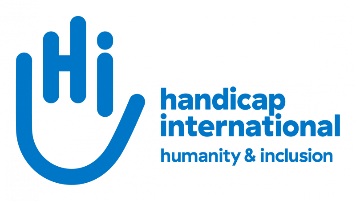 Hi
handicap
international
humanity & inclusion